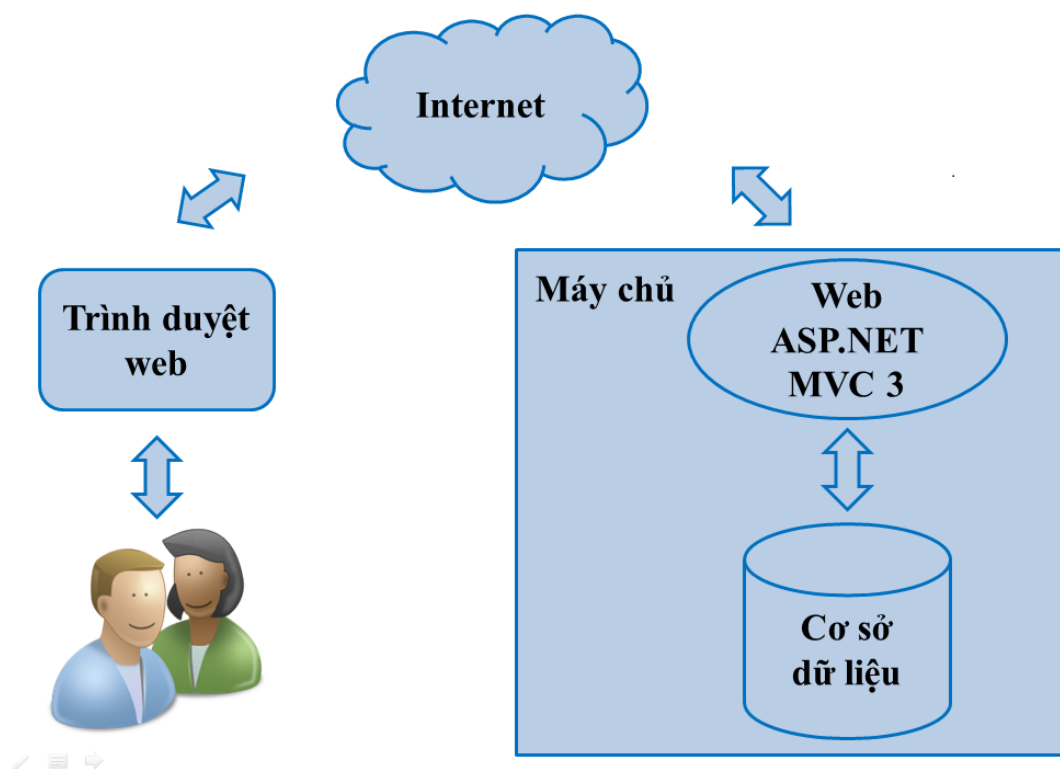 Internet
Trình duyệt
web
Máy chủ
Web
ASP.NET
MVC 3
Cơ sở
dữ liệu